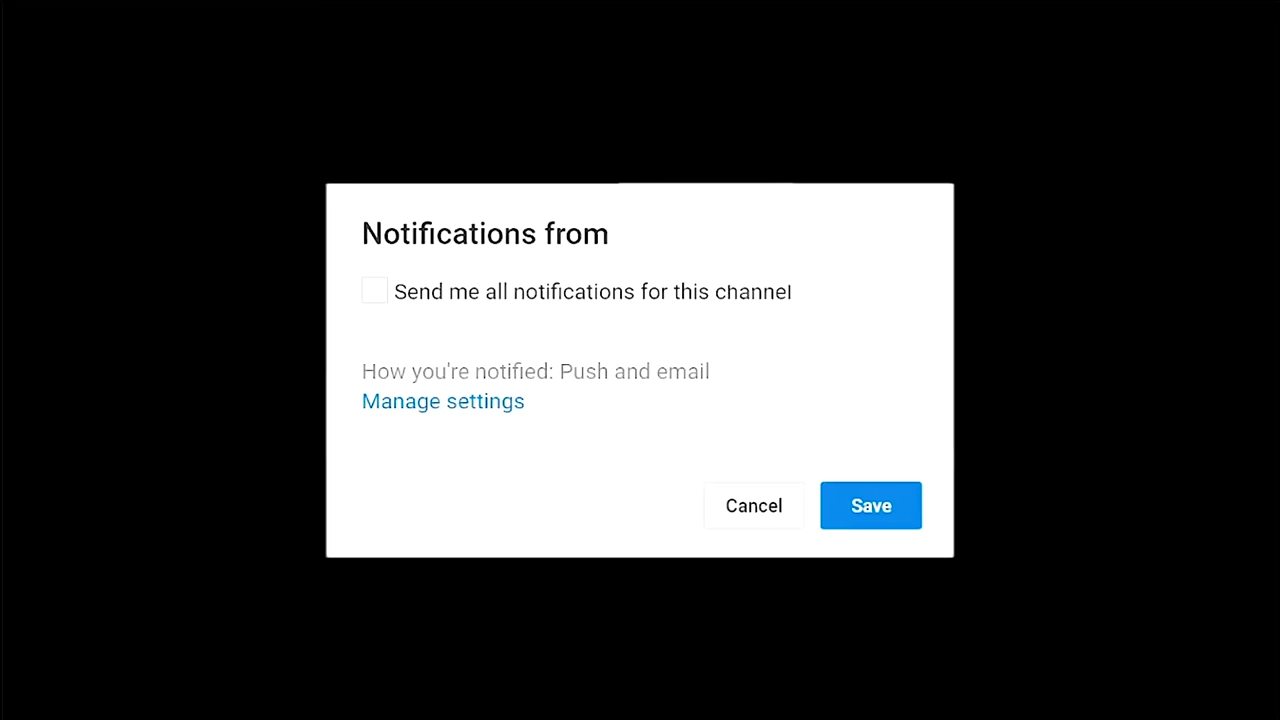 Notifications from
Send me all notifications for this channel
How you're notified: Push and email
Manage settings
Cancel
Save